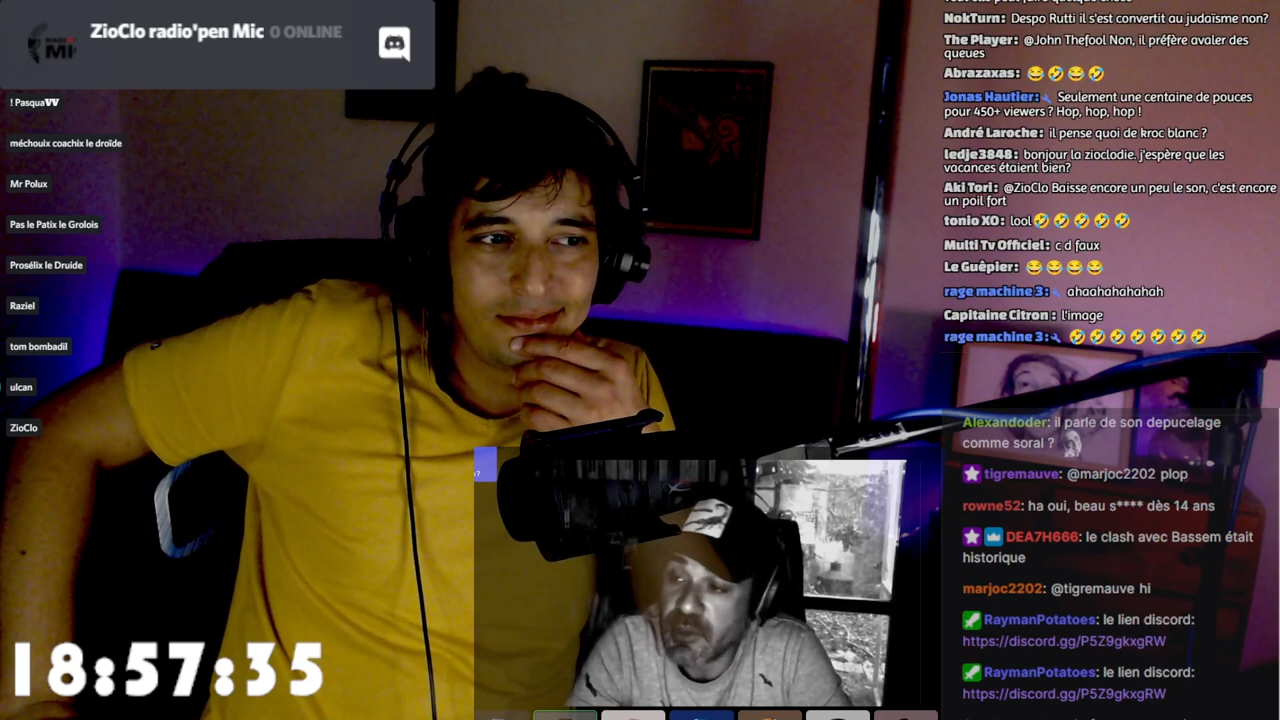 ZioClo radio'pen Mic 0 ONLINE
MI
! PasquaVV
méchouix coachix le droïde
Mr Polux
Pas le Patix le Grolois
Prosélix le Druide
Raziel
tom bombadil
ulcan
ZioClo
18:57:35
NokTurn: Despo Rutti il s'est convertit au judaïsme non?
The Player: @John Thefool Non, il préfère avaler des
queues
Abrazaxas: 😂🤣😂🤣
Jonas Hautier: Seulement une centaine de pouces
pour 450+ viewers ? Hop, hop, hop !
André Laroche: il pense quoi de kroc blanc ?
ledje3848: bonjour la zioclodie. j'espère que les
vacances étaient bien?
Aki Tori: @ZioClo Baisse encore un peu le son, c'est encore
un poil fort
tonio XO: lool🤣🤣🤣🤣🤣
Multi Tv Officiel: c d faux
Le Guêpier: 😂😂😂😂
rage machine 3: ahaahahahahah
Capitaine Citron : l'image
rage machine 3: 🤣🤣🤣🤣🤣🤣🤣
Alexandoder: il parle de son depucelage
comme soral ?
tigremauve: @marjoc2202 plop
rowne52: ha oui, beau s**** dès 14 ans
DEA7H666: le clash avec Bassem était
historique
marjoc2202: @tigremauve hi
RaymanPotatoes: le lien discord:
https://discord.gg/P5Z9gkxgRW
RaymanPotatoes: le lien discord:
https://discord.gg/P5Z9gkxgRW